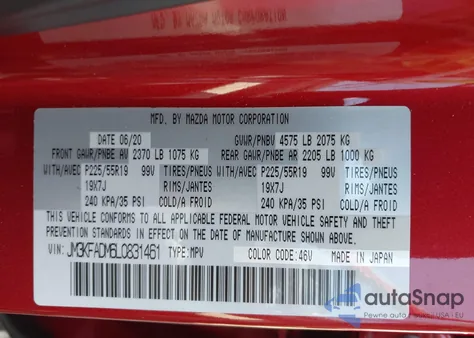 MFD. BY MAZDA MOTOR CORPORATION
DATE 06/20 GVWR/PNBV 4575 LB 2075 KG
FRONT GAWR/PNBE AV 2370 LB 1075 KG REAR GAWR/PNBE AR 2205 LB 1000 KG
WITH/AVEC P225/55R19 99V TIRES/PNEUS WITH/AVEC P225/55R19 99V TIRES/PNEUS
19X7J RIMS/JANTES 19X7J RIMS/JANTES
240 KPA/35 PSI COLD/A FROID 240 KPA/35 PSI COLD/A FROID
THIS VEHICLE CONFORMS TO ALL APPLICABLE FEDERAL MOTOR VEHICLE SAFETY AND THEFT
PREVENTION STANDARDS IN EFFECT ON THE DATE OF MANUFACTURE SHOWN ABOVE.
VIN: JM3KFADM6L0831461 TYPE:MPV COLOR CODE: 46V MADE IN JAPAN
autoSnap
Pewne auta z USA i EU